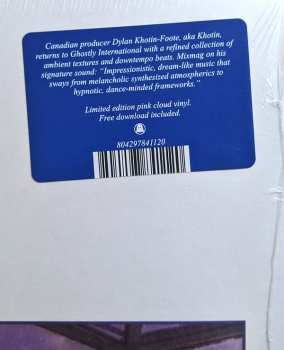 Canadian producer Dylan Khotin-Foote, aka Khotin,
returns to Ghostly International with a refined collection of
ambient textures and downtempo beats. Mixmag on his
signature sound: "Impressionistic, dream-like music that
sways from melancholic synthesized atmospherics to
hypnotic, dance-minded frameworks."
Limited edition pink cloud vinyl.
Free download included.
804297841120